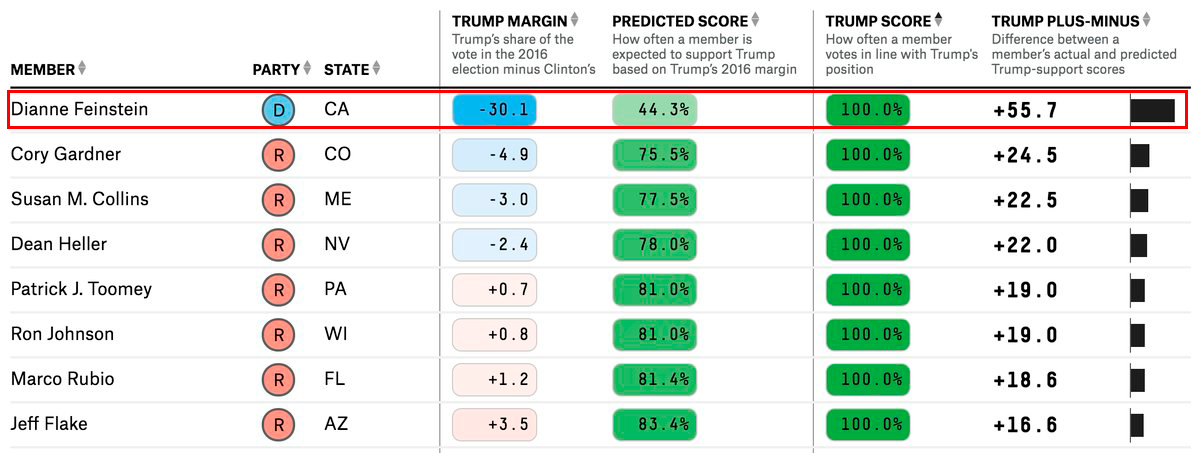 MEMBER PARTY STATE TRUMP MARGIN PREDICTED SCORE TRUMP SCORE TRUMP PLUS-MINUS
Trump's share of the How often a member is How often a member Difference between a
vote in the 2016 expected to support Trump votes in line with Trump's member's actual and predicted
election minus Clinton's based on Trump's 2016 margin position Trump-support scores
Dianne Feinstein D CA -30.1 44.3% 100.0% +55.7
Cory Gardner R CO -4.9 75.5% 100.0% +24.5
Susan M. Collins R ME -3.0 77.5% 100.0% +22.5
Dean Heller R NV -2.4 78.0% 100.0% +22.0
Patrick J. Toomey R PA +0.7 81.0% 100.0% +19.0
Ron Johnson R WI +0.8 81.0% 100.0% +19.0
Marco Rubio R FL +1.2 81.4% 100.0% +18.6
Jeff Flake R AZ +3.5 83.4% 100.0% +16.6